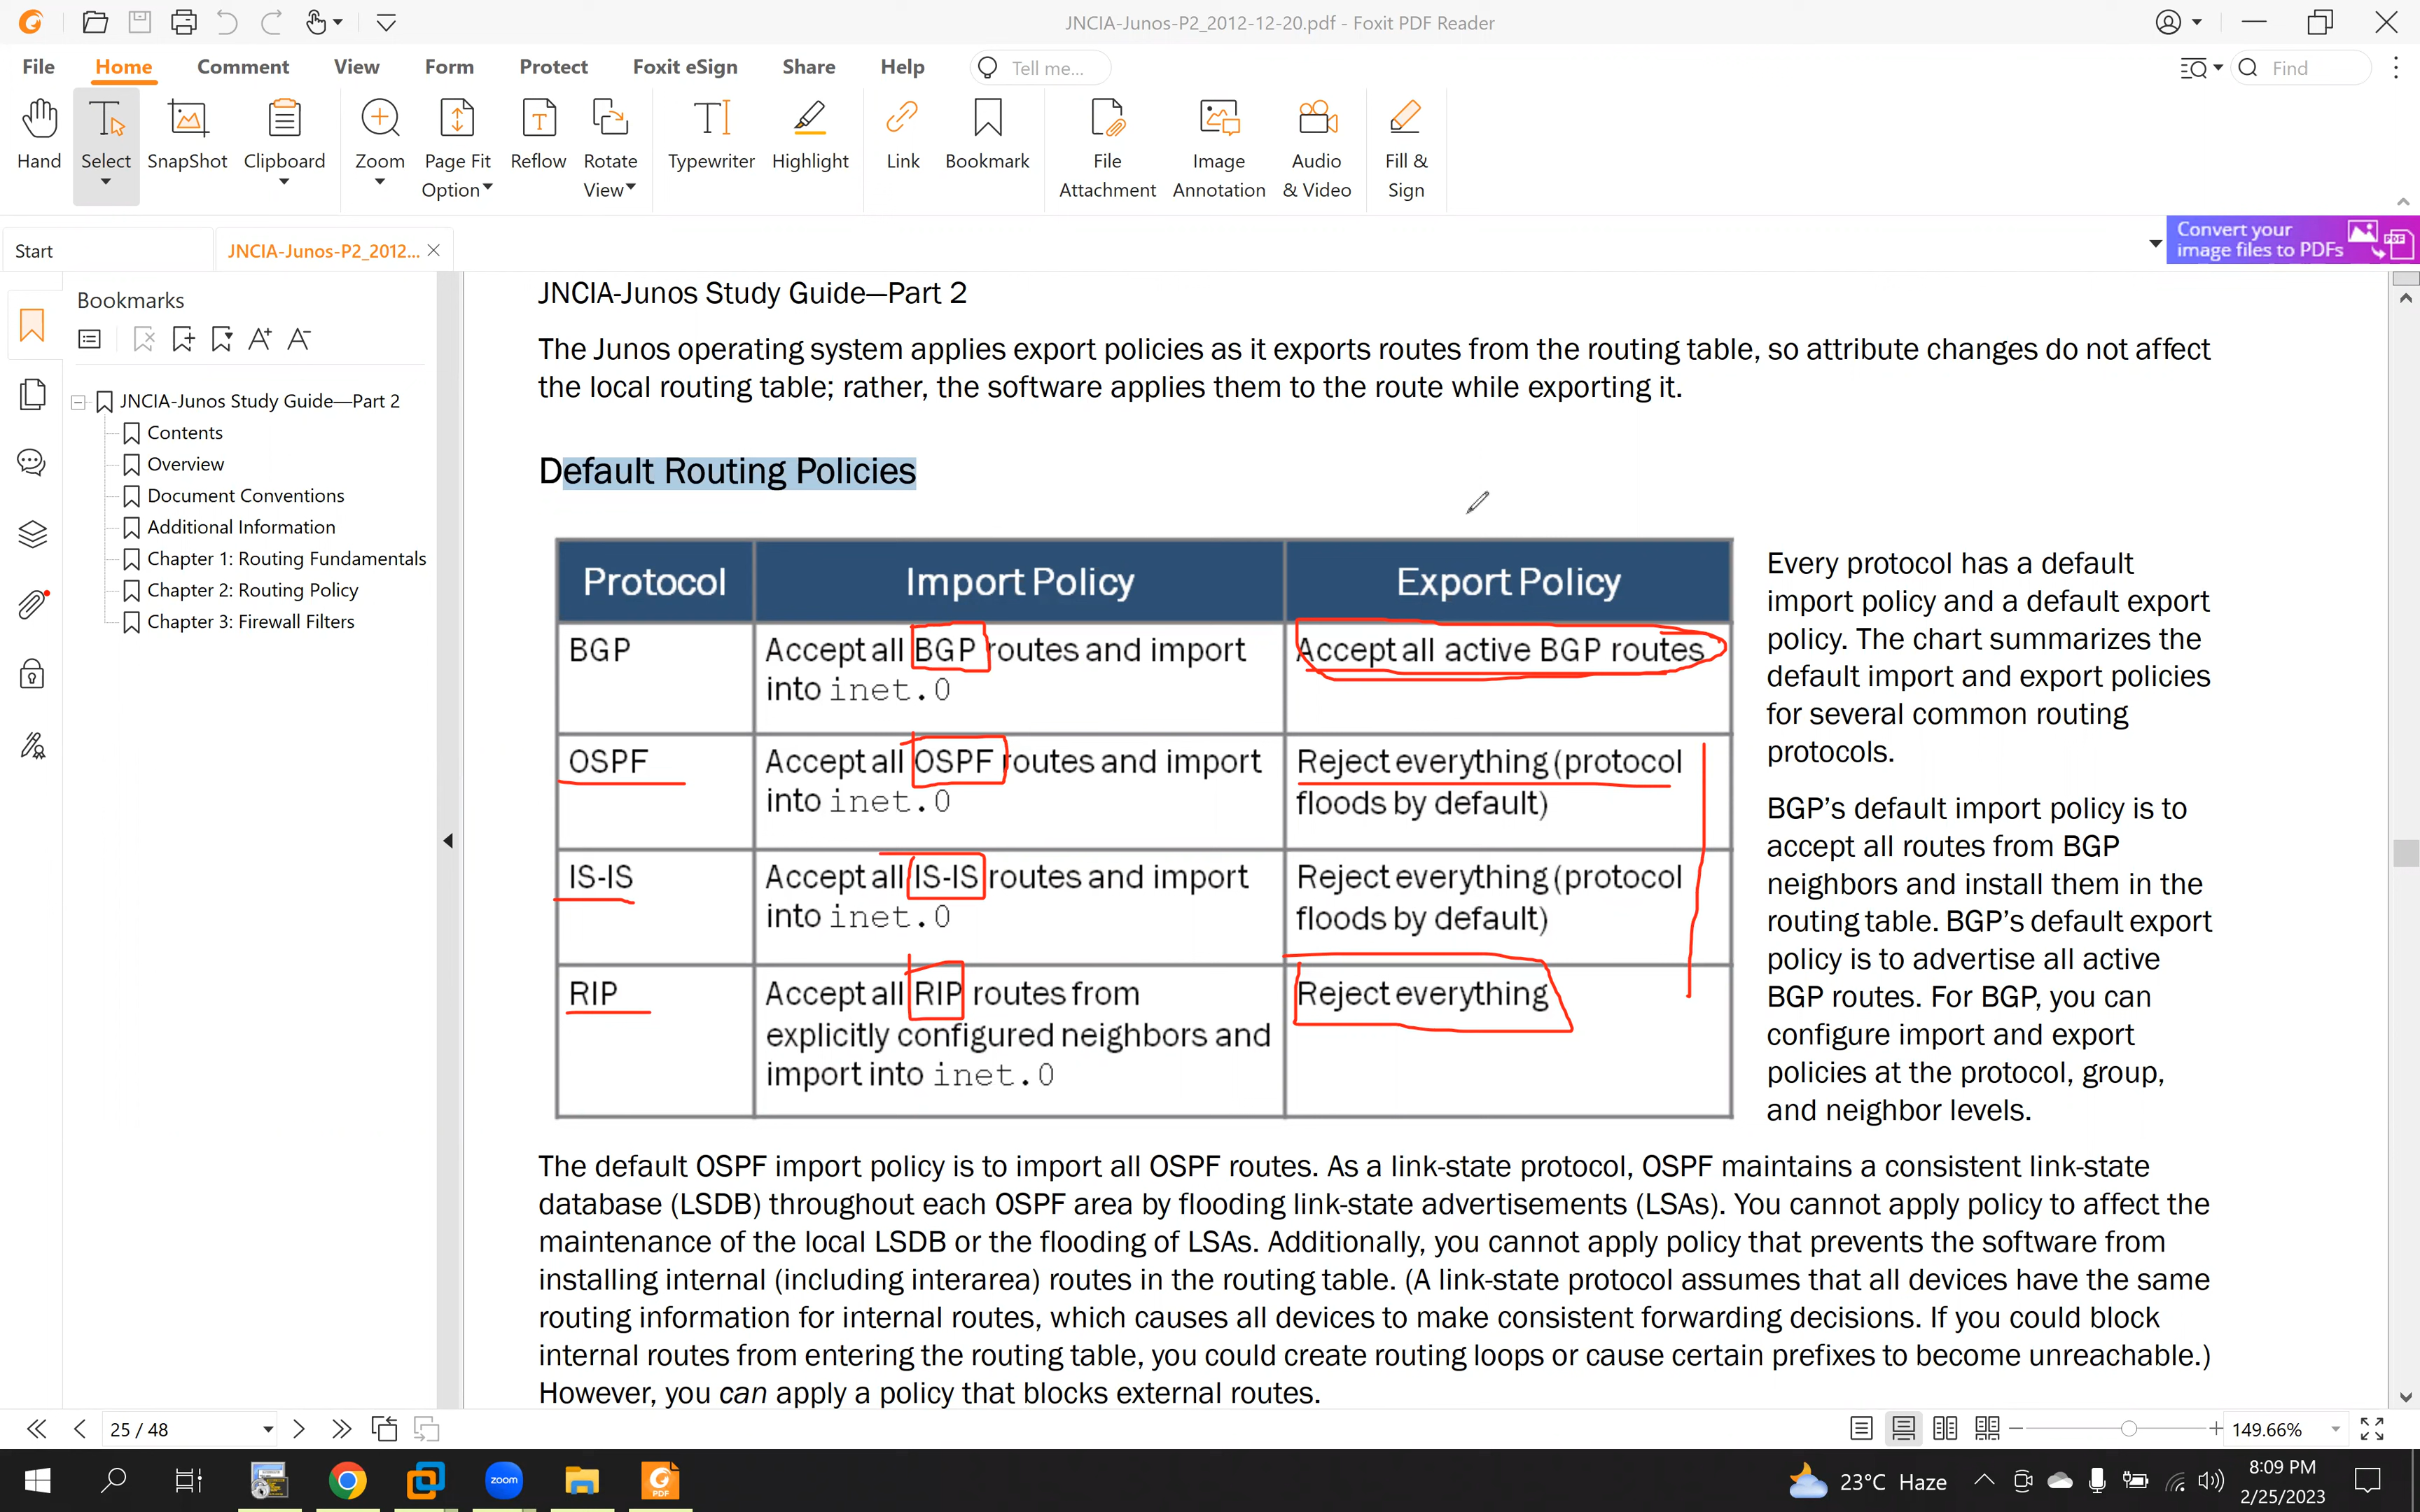 JNCIA-Junos-P2_2012-12-20.pdf - Foxit PDF Reader
File Home Comment View Form Protect Foxit eSign Share Help Tell me... Find
Hand Select SnapShot Clipboard Zoom Page Fit Option Reflow Rotate View Typewriter Highlight Link Bookmark File Attachment Image Annotation Audio & Video Fill & Sign
Start JNCIA-Junos-P2_2012...
Convert your
image files to PDFs
PDF
Bookmarks
JNCIA-Junos Study Guide—Part 2
Contents
Overview
Document Conventions
Additional Information
Chapter 1: Routing Fundamentals
Chapter 2: Routing Policy
Chapter 3: Firewall Filters
JNCIA-Junos Study Guide—Part 2
The Junos operating system applies export policies as it exports routes from the routing table, so attribute changes do not affect
the local routing table; rather, the software applies them to the route while exporting it.
Default Routing Policies
Protocol Import Policy Export Policy
BGP Accept all BGP routes and import into inet.0 Accept all active BGP routes
OSPF Accept all OSPF routes and import into inet.0 Reject everything (protocol floods by default)
IS-IS Accept all IS-IS routes and import into inet.0 Reject everything (protocol floods by default)
RIP Accept all RIP routes from explicitly configured neighbors and import into inet.0 Reject everything
Every protocol has a default
import policy and a default export
policy. The chart summarizes the
default import and export policies
for several common routing
protocols.
BGP’s default import policy is to
accept all routes from BGP
neighbors and install them in the
routing table. BGP’s default export
policy is to advertise all active
BGP routes. For BGP, you can
configure import and export
policies at the protocol, group,
and neighbor levels.
The default OSPF import policy is to import all OSPF routes. As a link-state protocol, OSPF maintains a consistent link-state
database (LSDB) throughout each OSPF area by flooding link-state advertisements (LSAs). You cannot apply policy to affect the
maintenance of the local LSDB or the flooding of LSAs. Additionally, you cannot apply policy that prevents the software from
installing internal (including interarea) routes in the routing table. (A link-state protocol assumes that all devices have the same
routing information for internal routes, which causes all devices to make consistent forwarding decisions. If you could block
internal routes from entering the routing table, you could create routing loops or cause certain prefixes to become unreachable.)
However, you can apply a policy that blocks external routes.
25 / 48
149.66%
zoom
PDF
23°C Haze
8:09 PM
2/25/2023